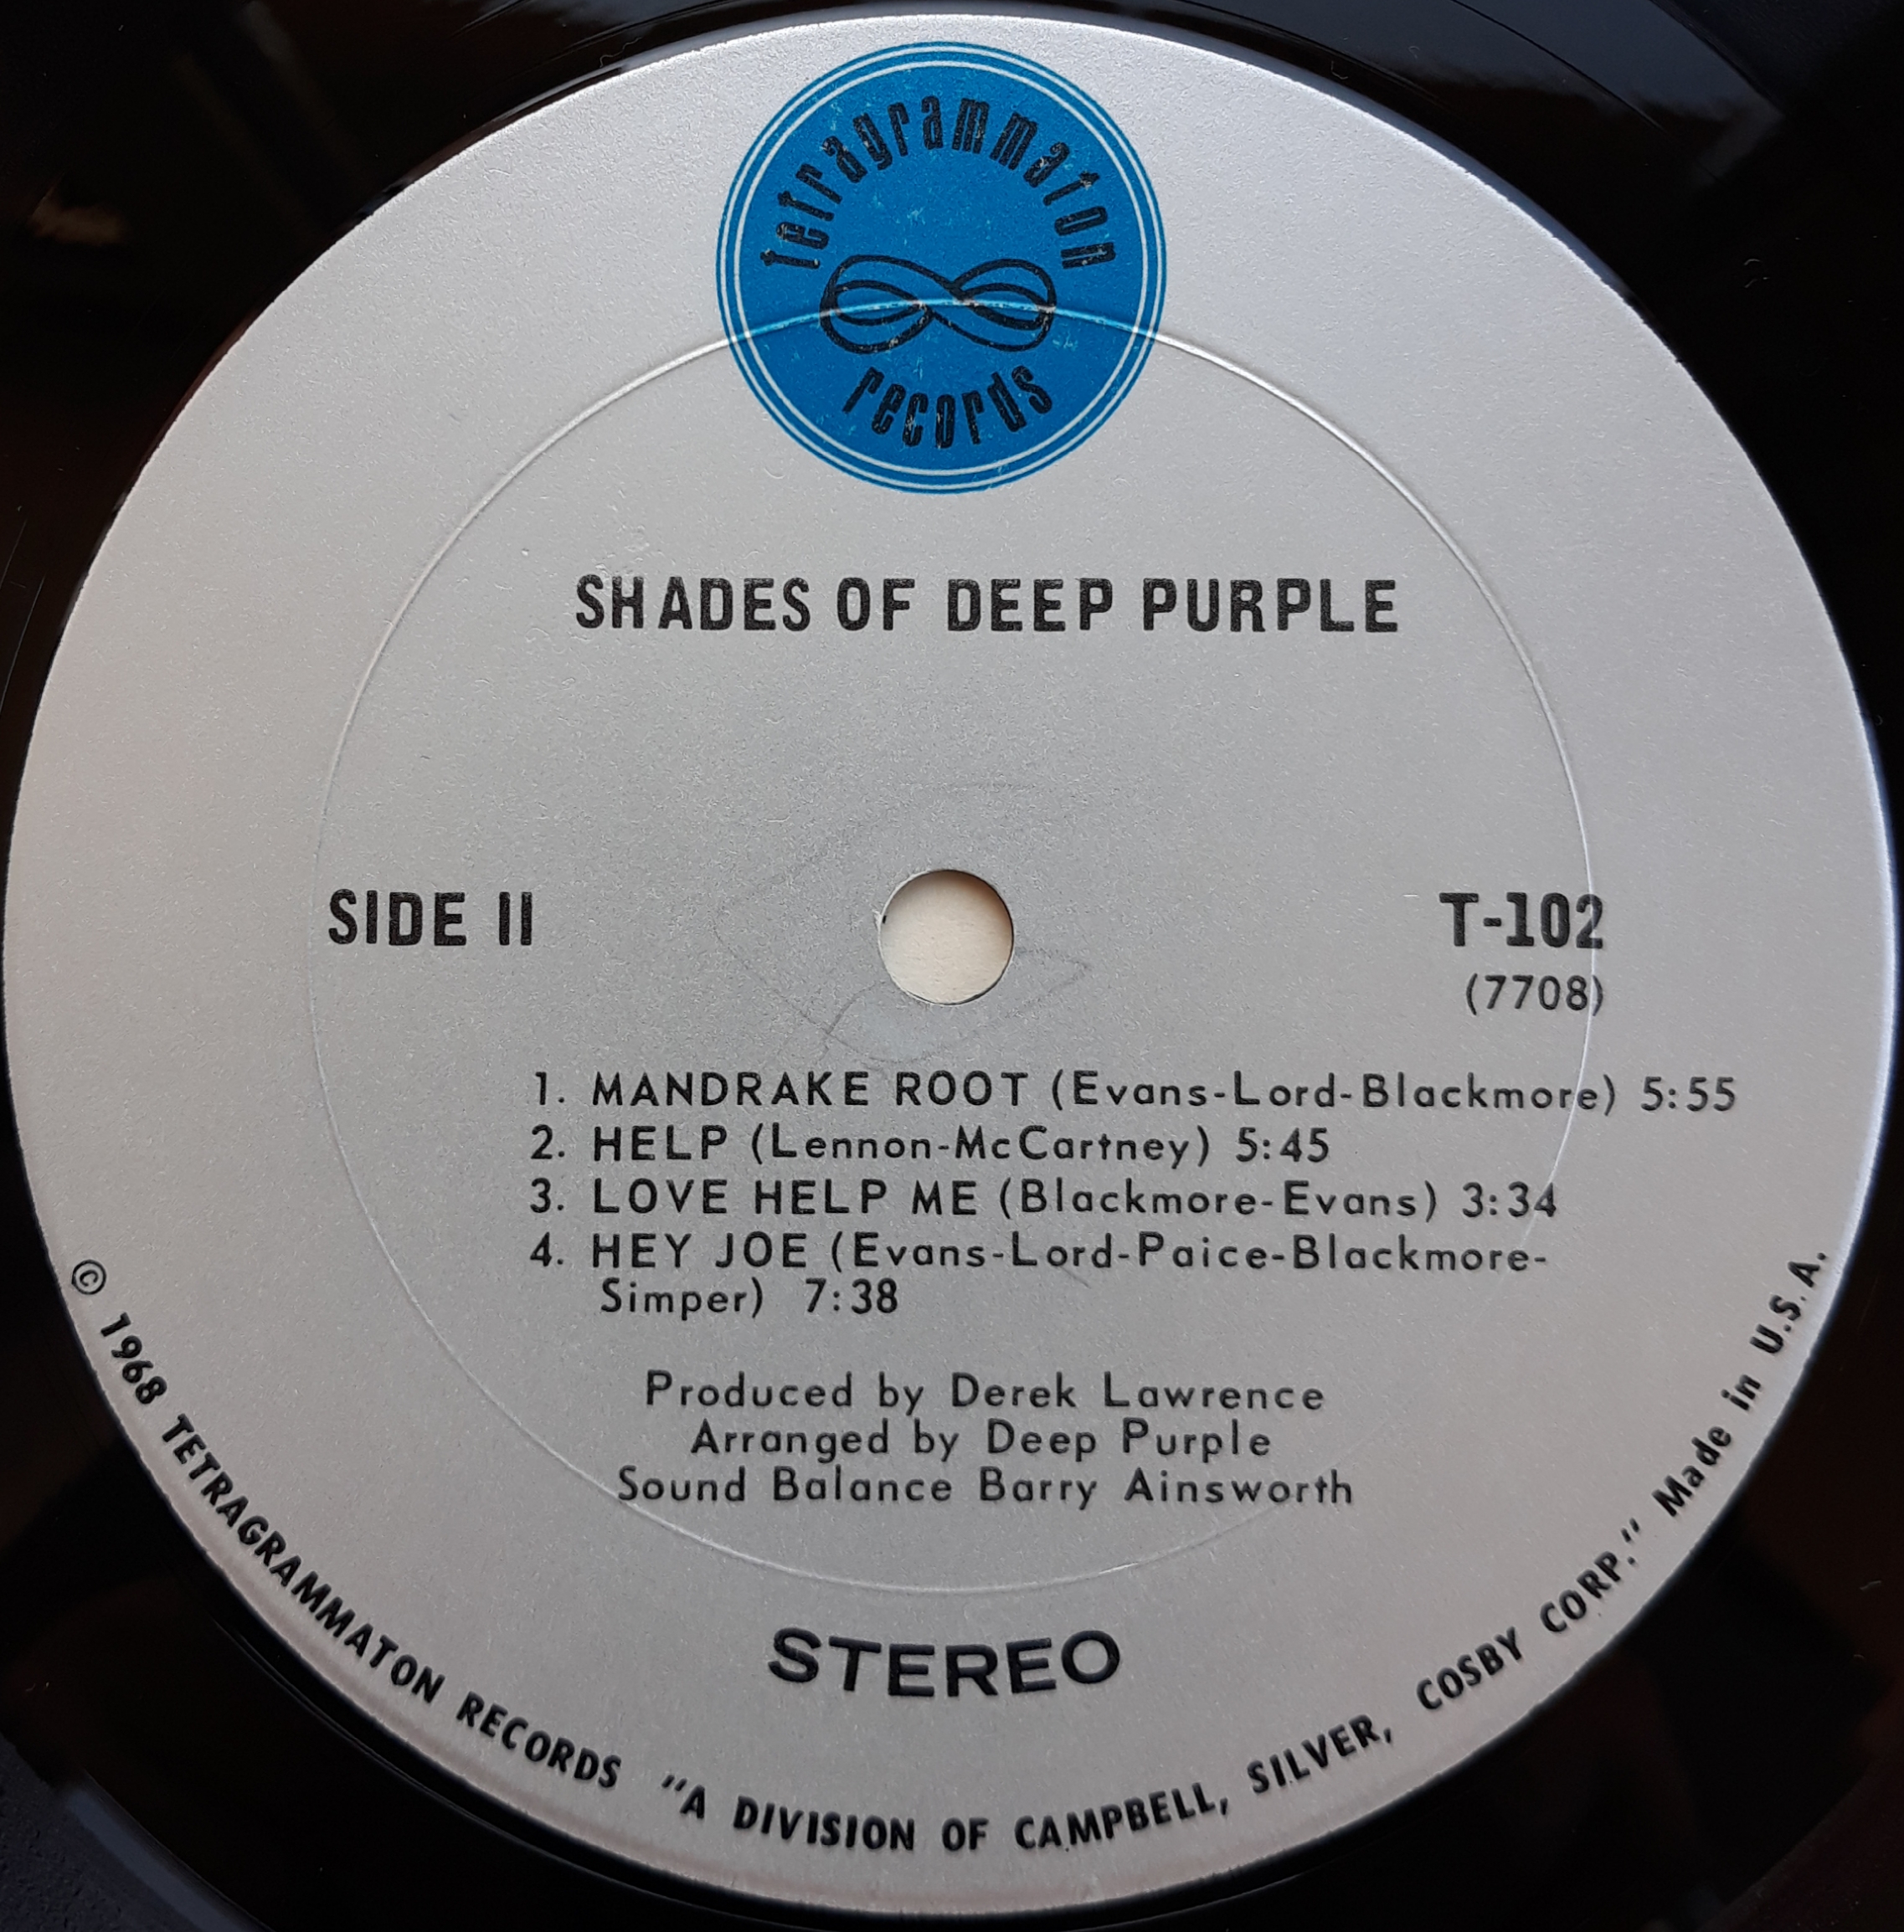 tetragrammaton
records
SHADES OF DEEP PURPLE
SIDE II
T-102
(7708)
1. MANDRAKE ROOT (Evans-Lord-Blackmore) 5:55
2. HELP (Lennon-McCartney) 5:45
3. LOVE HELP ME (Blackmore-Evans) 3:34
4. HEY JOE (Evans-Lord-Paice-Blackmore-
Simper) 7:38
Produced by Derek Lawrence
Arranged by Deep Purple
Sound Balance Barry Ainsworth
STEREO
© 1968 TETRAGRAMMATON RECORDS "A DIVISION OF CAMPBELL, SILVER, COSBY CORP." Made in U.S.A.